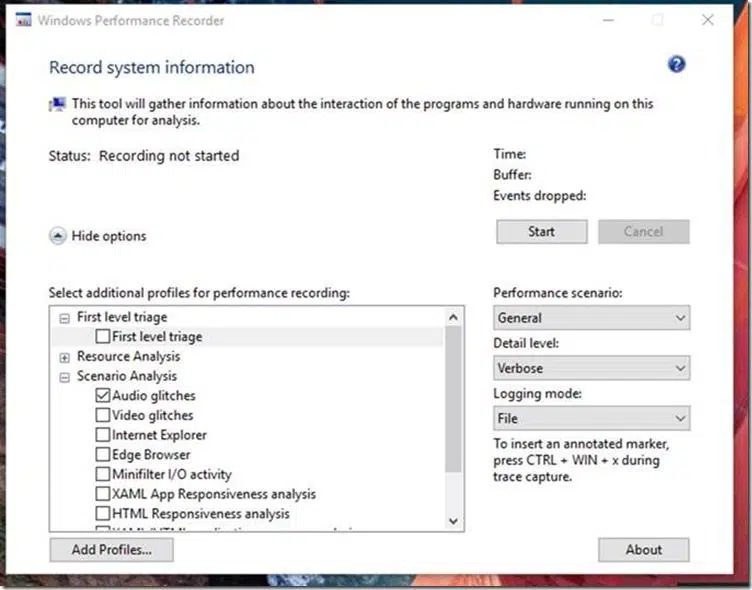 Windows Performance Recorder
Record system information
This tool will gather information about the interaction of the programs and hardware running on this
computer for analysis.
Status: Recording not started
Time:
Buffer:
Events dropped:
Hide options
Start
Cancel
Select additional profiles for performance recording:
First level triage
First level triage
Resource Analysis
Scenario Analysis
Audio glitches
Video glitches
Internet Explorer
Edge Browser
Minifilter I/O activity
XAML App Responsiveness analysis
HTML Responsiveness analysis
Performance scenario:
General
Detail level:
Verbose
Logging mode:
File
To insert an annotated marker,
press CTRL + WIN + x during
trace capture.
Add Profiles...
About